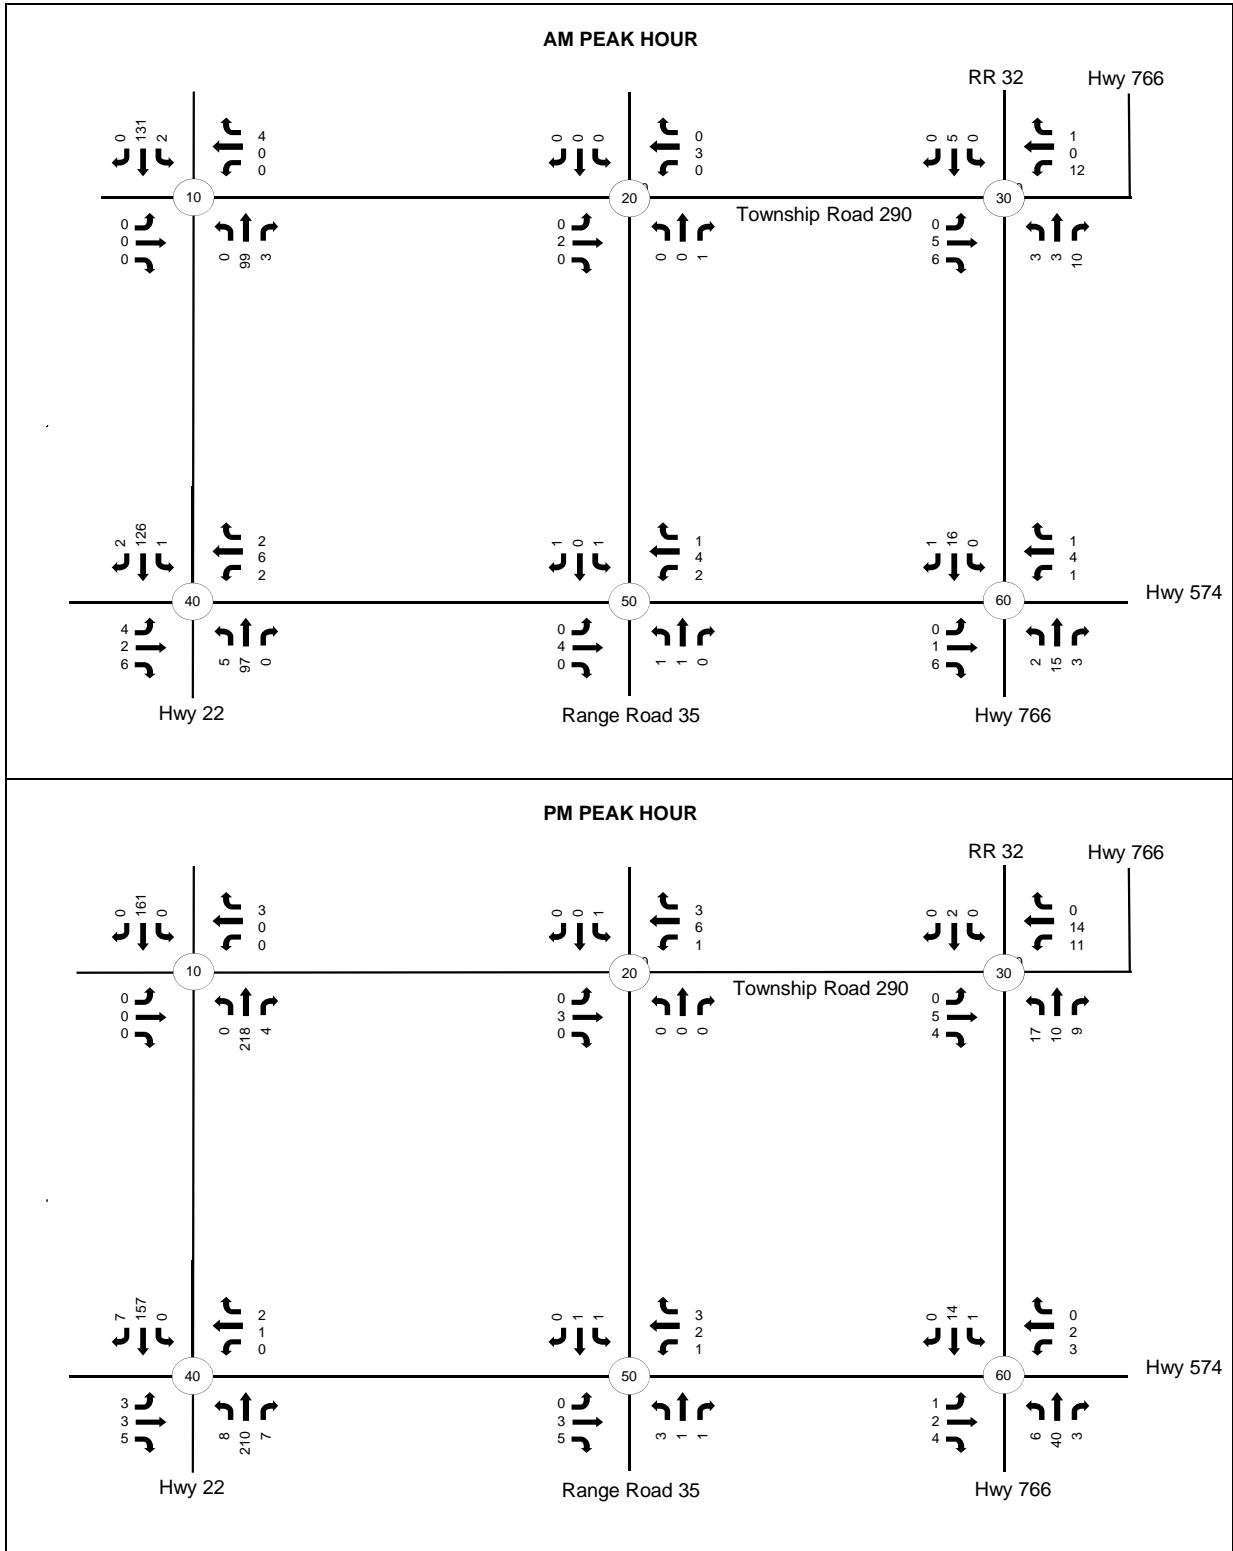 AM PEAK HOUR
RR 32 Hwy 766
0 131 2
4
0
0
0 0 0
0
3
0
0 5 0
1
0
12
10
20
30
Township Road 290
0
0
0
0 99 3
0
2
0
0 0 1
0
5
6
3 3 10
2 126 1
2
6
2
1 0 1
1
4
2
1 16 0
1
4
1
40
50
60
Hwy 574
4
2
6
5 97 0
0
4
0
1 1 0
0
1
6
2 15 3
Hwy 22
Range Road 35
Hwy 766
PM PEAK HOUR
RR 32 Hwy 766
0 161 0
3
0
0
0 0 1
3
6
1
0 2 0
0
14
11
10
20
30
Township Road 290
0
0
0
0 218 4
0
3
0
0 0 0
0
5
4
17 10 9
7 157 0
2
1
0
0 1 1
3
2
1
0 14 1
0
2
3
40
50
60
Hwy 574
3
3
5
8 210 7
0
3
5
3 1 1
1
2
4
6 40 3
Hwy 22
Range Road 35
Hwy 766